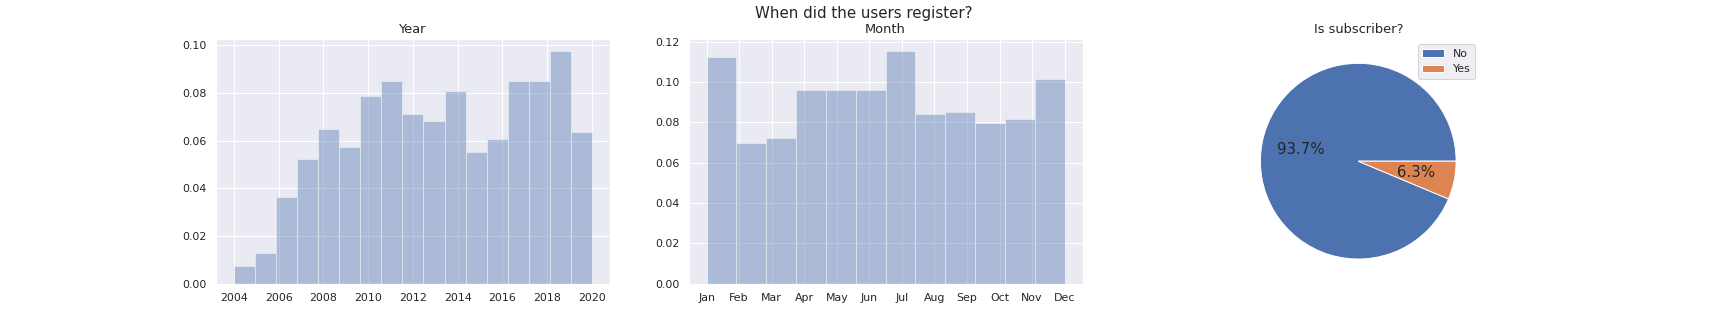 When did the users register?
Year
Month
Is subscriber?
0.10
0.08
0.06
0.04
0.02
0.00
2004 2006 2008 2010 2012 2014 2016 2018 2020
0.12
0.10
0.08
0.06
0.04
0.02
0.00
Jan Feb Mar Apr May Jun Jul Aug Sep Oct Nov Dec
No
Yes
93.7%
6.3%